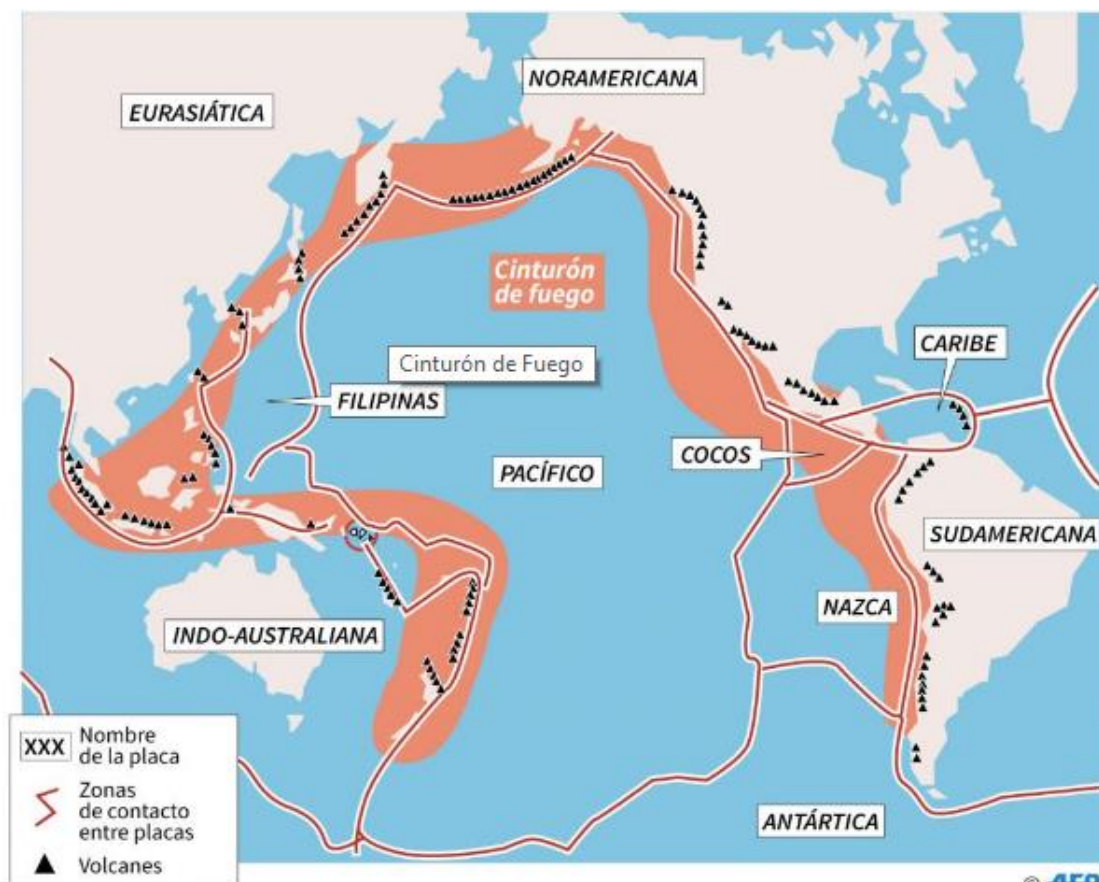 NORAMERICANA
EURASIÁTICA
Cinturón
de fuego
CARIBE
Cinturón de Fuego
FILIPINAS
COCOS
PACÍFICO
SUDAMERICANA
NAZCA
INDO-AUSTRALIANA
XXX Nombre
de la placa
Zonas
de contacto
entre placas
Volcanes
ANTÁRTICA